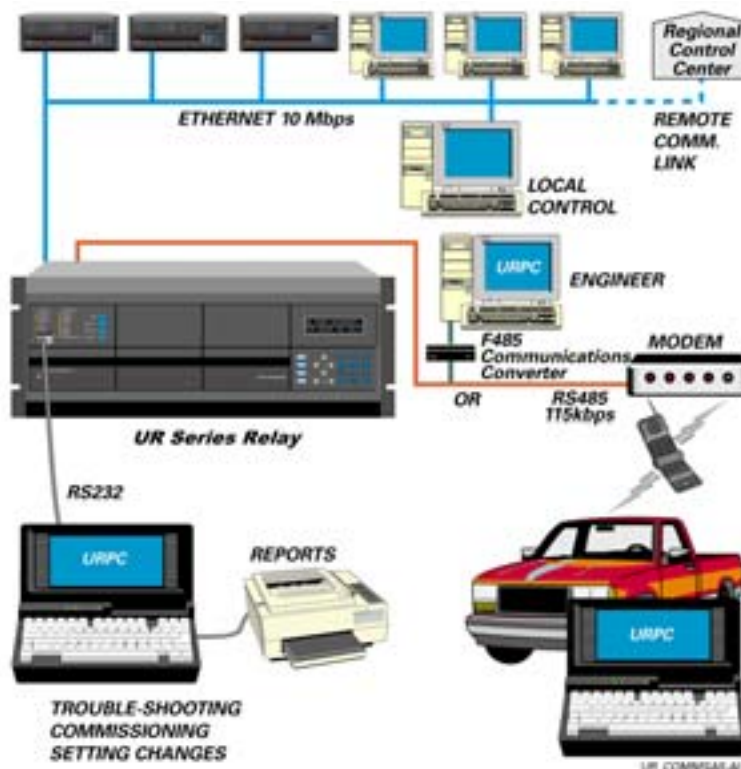 Regional
Control
Center
ETHERNET 10 Mbps
REMOTE
COMM.
LINK
LOCAL
CONTROL
URPC
ENGINEER
F485
Communications
Converter
MODEM
OR
RS485
115kbps
UR Series Relay
RS232
URPC
REPORTS
URPC
TROUBLE-SHOOTING
COMMISSIONING
SETTING CHANGES